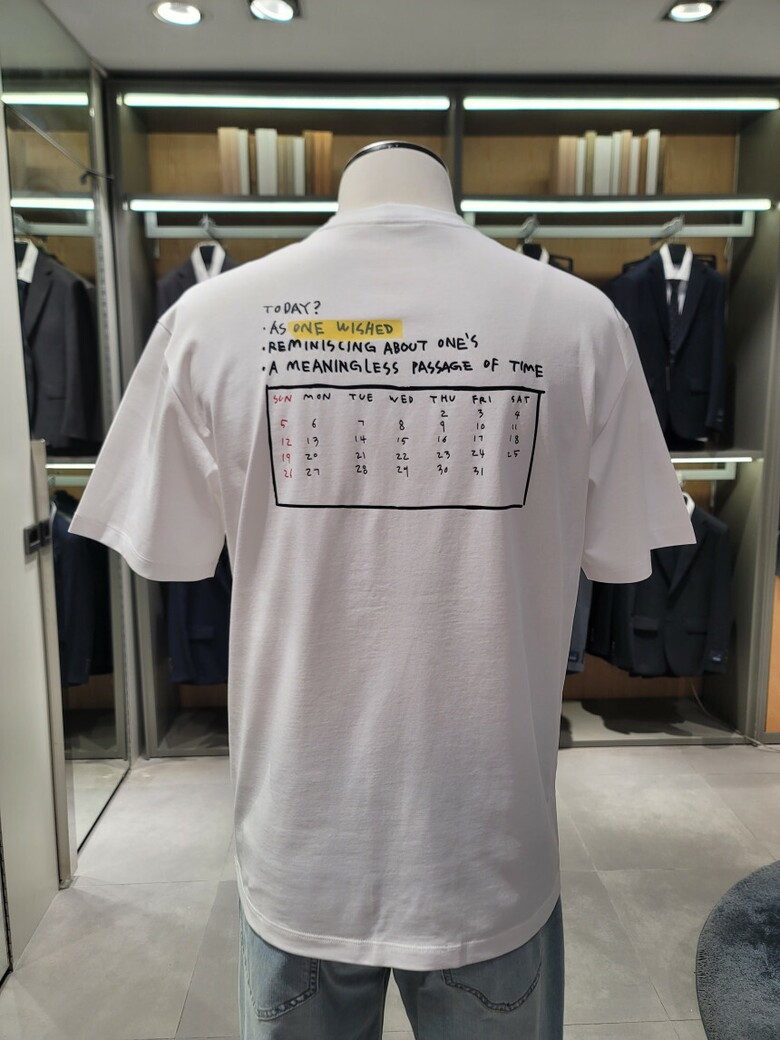 TODAY?
·AS ONE WISHED
·REMINISCING ABOUT ONE'S
·A MEANINGLESS PASSAGE OF TIME
SUN MON TUE WED THU FRI SAT
2 3 4
5 6 7 8 9 10 11
12 13 14 15 16 17 18
19 20 21 22 23 24 25
26 27 28 29 30 31